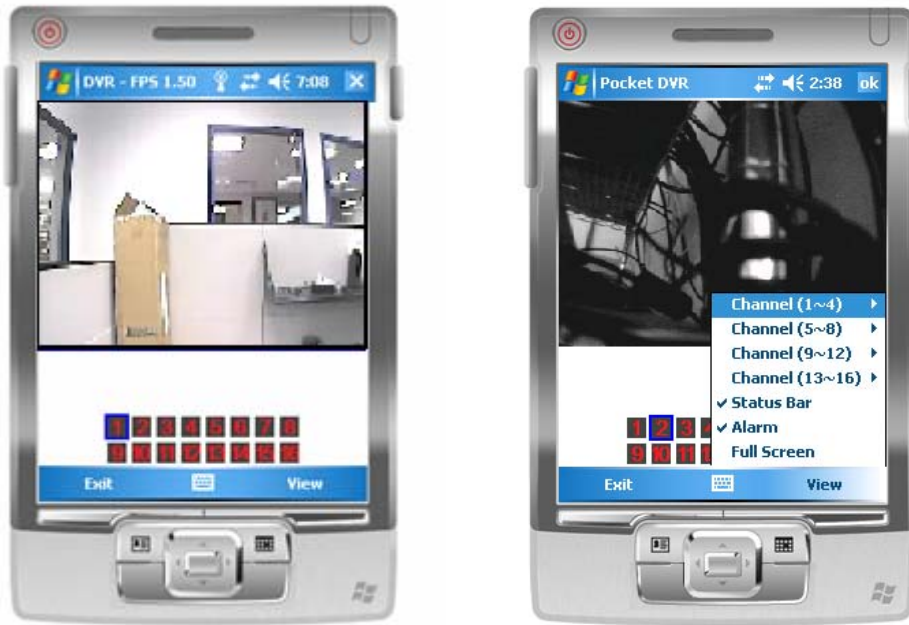 DVR - FPS 1.50 7:08
1 2 3 4 5 6 7 8
9 10 11 12 13 14 15 16
Exit View
Pocket DVR 2:38 ok
Channel (1~4)
Channel (5~8)
Channel (9~12)
Channel (13~16)
Status Bar
Alarm
Full Screen
1 2 3
9 10 11
Exit View